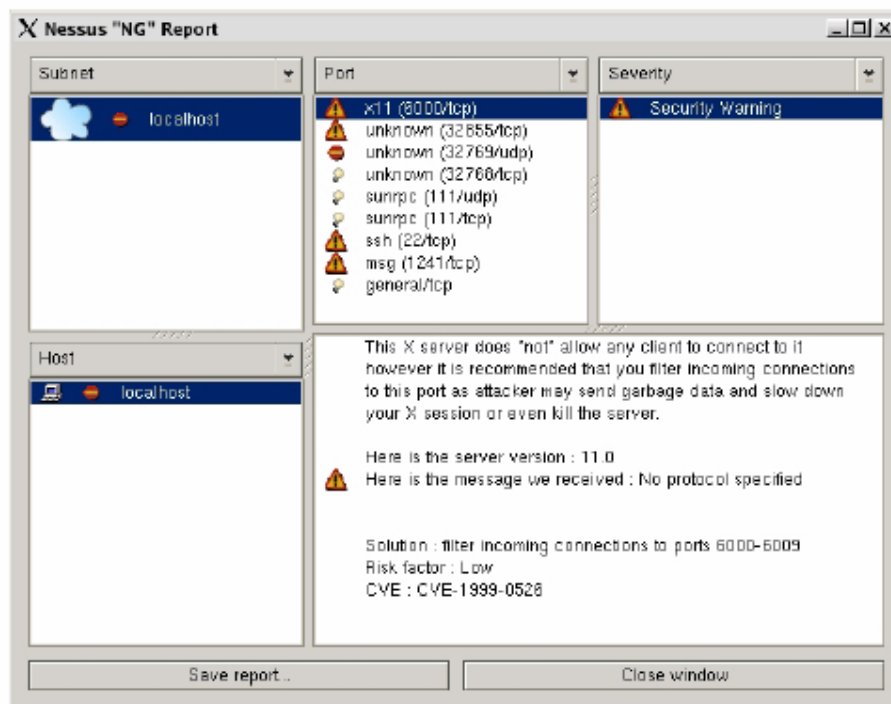 Nessus "NG" Report
Subnet
localhost
Port
x11 (6000/tcp)
unknown (32655/tcp)
unknown (32769/udp)
unknown (32768/tcp)
sunrpc (111/udp)
sunrpc (111/tcp)
ssh (22/tcp)
msg (1241/tcp)
general/tcp
Severity
Security Warning
Host
localhost
This X server does "not" allow any client to connect to it
however it is recommended that you filter incoming connections
to this port as attacker may send garbage data and slow down
your X session or even kill the server.
Here is the server version : 11.0
Here is the message we received : No protocol specified
Solution : filter incoming connections to ports 6000-6009
Risk factor : Low
CVE : CVE-1999-0526
Save report...
Close window